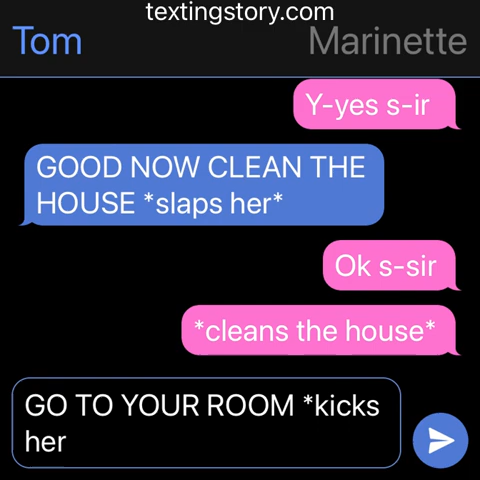 textingstory.com
Tom
Marinette
Y-yes s-ir
GOOD NOW CLEAN THE
HOUSE *slaps her*
Ok s-sir
*cleans the house*
GO TO YOUR ROOM *kicks
her